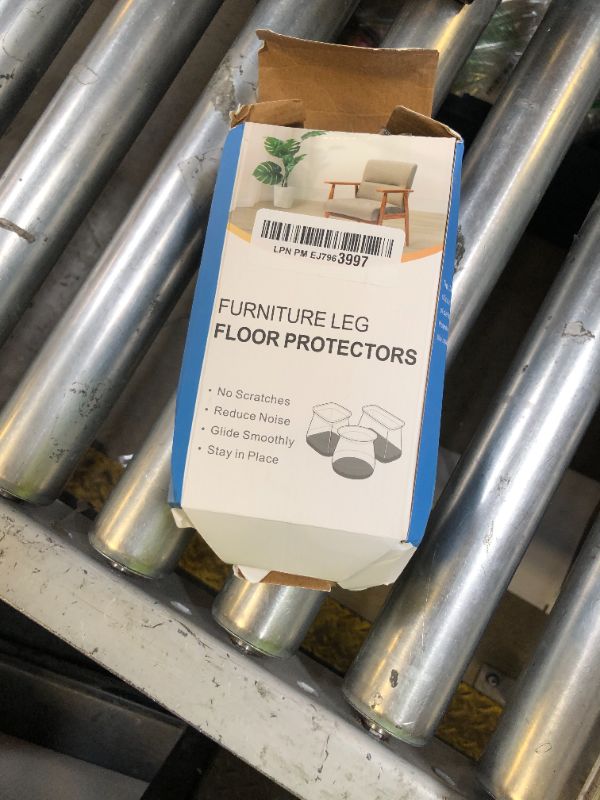 LPN PM EJ7963997
FURNITURE LEG
FLOOR PROTECTORS
• No Scratches
• Reduce Noise
• Glide Smoothly
• Stay in Place